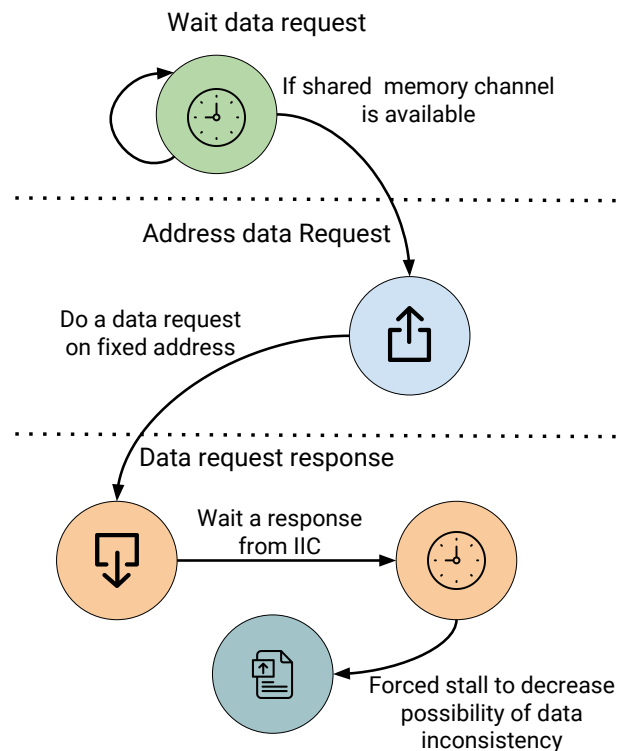 Wait data request
If shared memory channel
is available
Address data Request
Do a data request
on fixed address
Data request response
Wait a response
from IIC
Forced stall to decrease
possibility of data
inconsistency